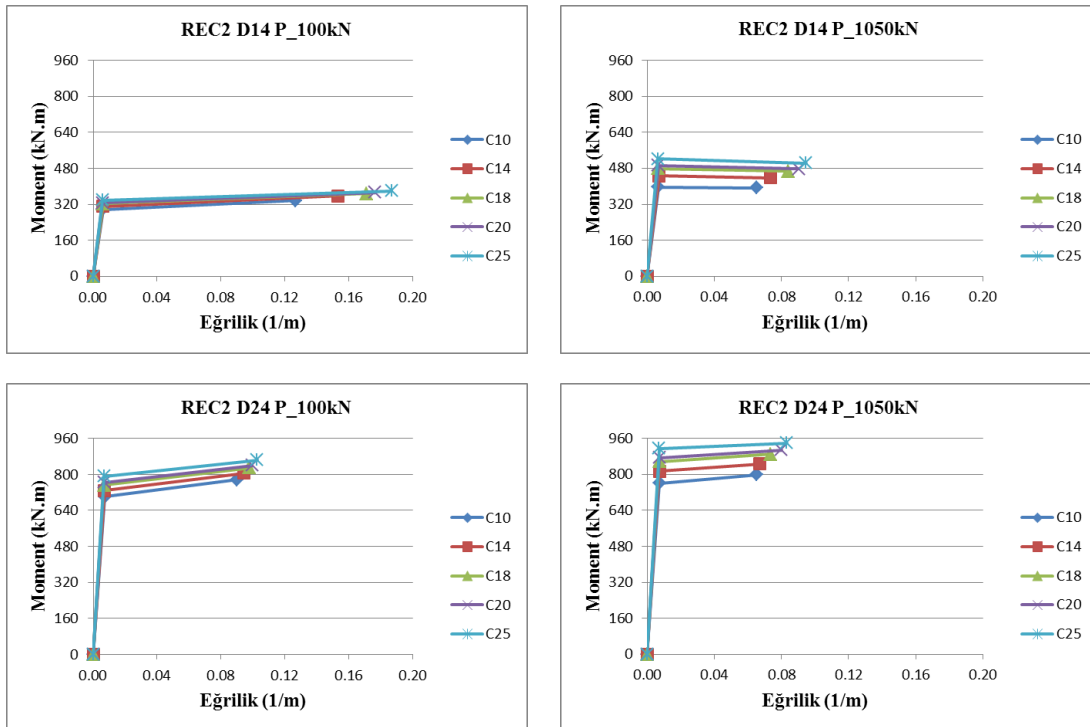 REC2 D14 P_100kN
Moment (kN.m)
960
800
640
480
320
160
0
0.00 0.04 0.08 0.12 0.16 0.20
Eğrilik (1/m)
C10
C14
C18
C20
C25
REC2 D14 P_1050kN
Moment (kN.m)
960
800
640
480
320
160
0
0.00 0.04 0.08 0.12 0.16 0.20
Eğrilik (1/m)
C10
C14
C18
C20
C25
REC2 D24 P_100kN
Moment (kN.m)
960
800
640
480
320
160
0
0.00 0.04 0.08 0.12 0.16 0.20
Eğrilik (1/m)
C10
C14
C18
C20
C25
REC2 D24 P_1050kN
Moment (kN.m)
960
800
640
480
320
160
0
0.00 0.04 0.08 0.12 0.16 0.20
Eğrilik (1/m)
C10
C14
C18
C20
C25